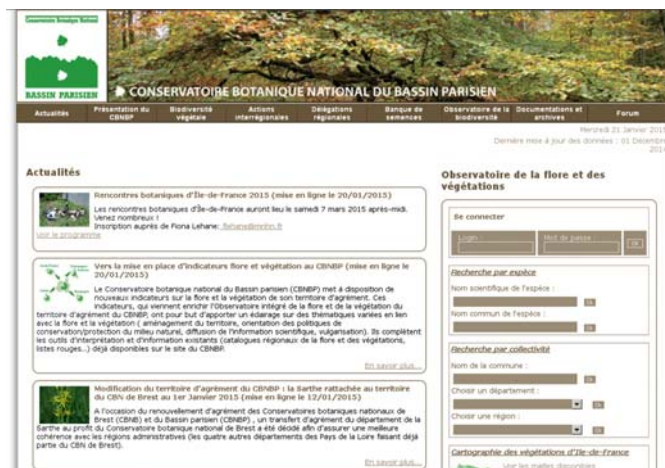 Conservatoire Botanique National
BASSIN PARISIEN
CONSERVATOIRE BOTANIQUE NATIONAL DU BASSIN PARISIEN
Actualités
Présentation du CBNBP
Biodiversité végétale
Actions interrégionales
Délégations régionales
Banque de semences
Observatoire de la biodiversité
Documentations et archives
Forum
Mercredi 21 Janvier 2015
Dernière mise à jour des données : 01 Décembre
2014
Actualités
Rencontres botaniques d'Île-de-France 2015 (mise en ligne le 20/01/2015)
Les rencontres botaniques d'Île-de-France auront lieu le samedi 7 mars 2015 après-midi.
Venez nombreux !
Inscription auprès de Fiona Lehane: flehane@mnhn.fr
Voir le programme
Vers la mise en place d'indicateurs flore et végétation au CBNBP (mise en ligne le
20/01/2015)
Le Conservatoire botanique national du Bassin parisien (CBNBP) met à disposition de
nouveaux indicateurs sur la flore et la végétation de son territoire d'agrément. Ces
indicateurs, qui viennent enrichir l'Observatoire intégré de la flore et de la végétation du
territoire d'agrément du CBNBP, ont pour but d'apporter un éclairage sur des thématiques variées en lien
avec la flore et la végétation ( aménagement du territoire, orientation des politiques de
conservation/protection du milieu naturel, diffusion de l'information scientifique, vulgarisation). Ils complètent
les outils d'interprétation et d'information existants (catalogues régionaux de la flore et des végétations,
listes rouges...) déjà disponibles sur le site du CBNBP.
En savoir plus...
Modification du territoire d'agrément du CBNBP : la Sarthe rattachée au territoire
du CBN de Brest au 1er Janvier 2015 (mise en ligne le 12/01/2015)
A l'occasion du renouvellement d'agrément des Conservatoires botaniques nationaux de
Brest (CBNB) et du Bassin parisien (CBNBP) , un transfert d'agrément du département de la
Sarthe au profit du Conservatoire botanique national de Brest a été décidé afin d'assurer une meilleure
cohérence avec les régions administratives (les quatre autres départements des Pays de la Loire faisant déjà
partie du CBN de Brest).
En savoir plus...
Observatoire de la flore et des
végétations
Se connecter
Login :
Mot de passe :
Ok
Recherche par espèce
Nom scientifique de l'espèce :
Ok
Nom commun de l'espèce :
Ok
Recherche par collectivité
Nom de la commune :
Ok
Choisir un département :
Ok
Choisir une région :
Ok
Cartographie des végétations d'Ile-de-France
Voir les mailles disponibles